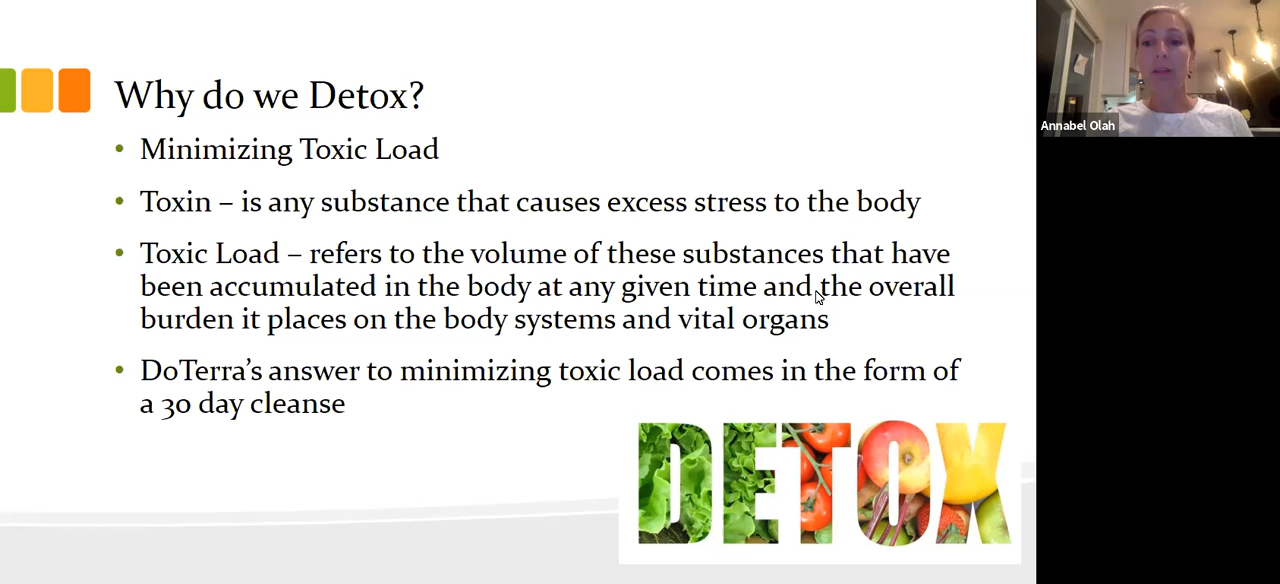 Why do we Detox?
• Minimizing Toxic Load
• Toxin – is any substance that causes excess stress to the body
• Toxic Load – refers to the volume of these substances that have
been accumulated in the body at any given time and the overall
burden it places on the body systems and vital organs
• DoTerra's answer to minimizing toxic load comes in the form of
a 30 day cleanse
DETOX
Annabel Olah